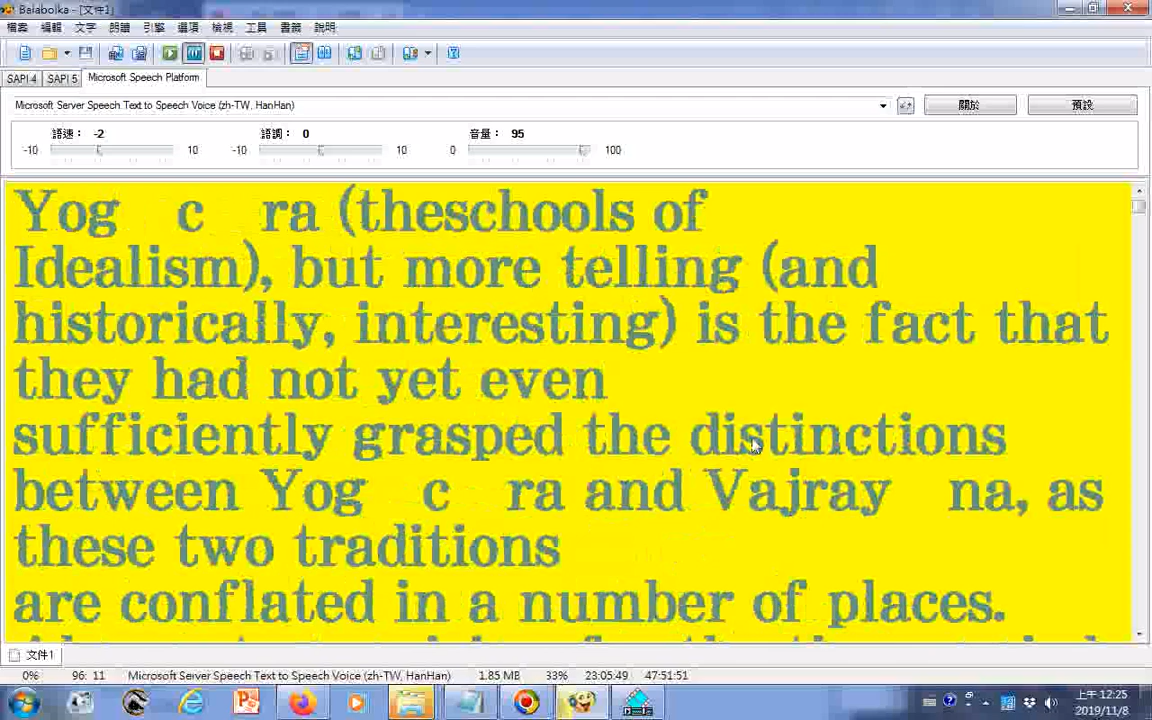 Balabolka - [文件1]
檔案 編輯 文字 朗讀 引擎 選項 檢視 工具 書籤 說明
SAPI 4 SAPI 5 Microsoft Speech Platform
Microsoft Server Speech Text to Speech Voice (zh-TW, HanHan) 關於 預設
語速： -2 語調： 0 音量： 95
-10 10 -10 10 0 100
Yog c ra (theschools of
Idealism), but more telling (and
historically, interesting) is the fact that
they had not yet even
sufficiently grasped the distinctions
between Yog c ra and Vajray na, as
these two traditions
are conflated in a number of places.
文件1
0% 96: 11 Microsoft Server Speech Text to Speech Voice (zh-TW, HanHan) 1.85 MB 33% 23:05:49 47:51:51
上午 12:25
2019/11/8